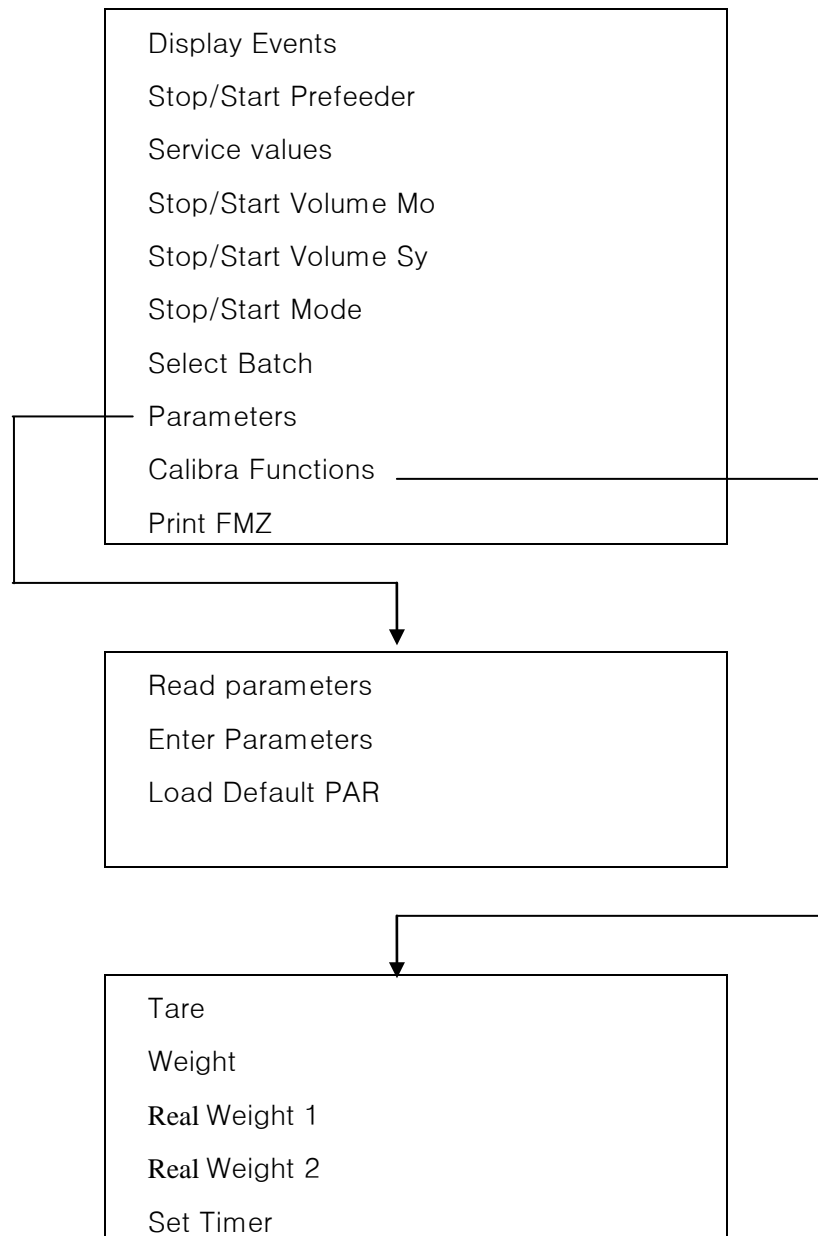 Display Events
Stop/Start Prefeeder
Service values
Stop/Start Volume Mo
Stop/Start Volume Sy
Stop/Start Mode
Select Batch
Parameters
Calibra Functions
Print FMZ
Read parameters
Enter Parameters
Load Default PAR
Tare
Weight
Real Weight 1
Real Weight 2
Set Timer